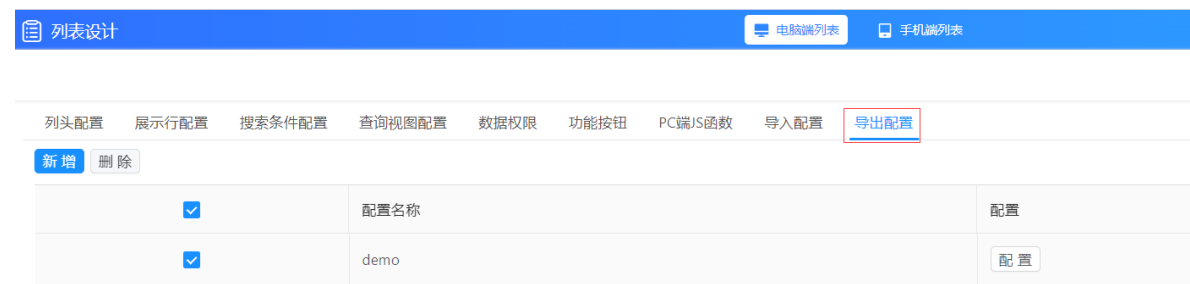 列表设计 电脑端列表 手机端列表
列头配置 展示行配置 搜索条件配置 查询视图配置 数据权限 功能按钮 PC端JS函数 导入配置 导出配置
新 增 删 除
配置名称 配置
demo 配 置